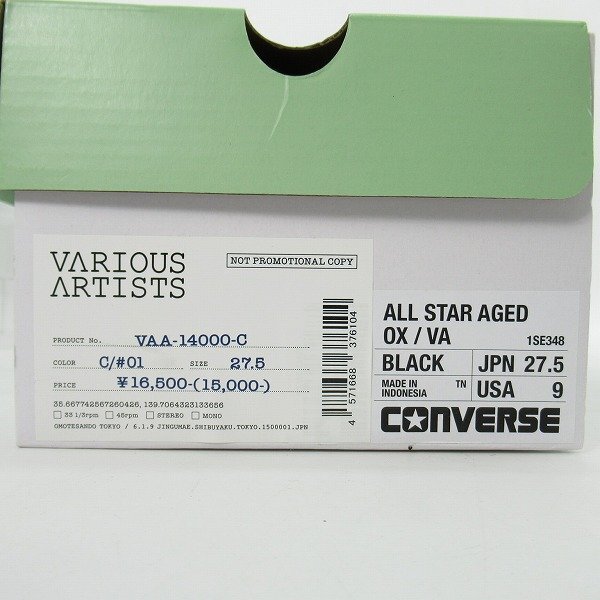 VARIOUS
ARTISTS
NOT PROMOTIONAL COPY
PRODUCT No. VAA-14000-C
COLOR C/#01 SIZE 27.5
PRICE ¥16,500-(15,000-)
35.667742567260426, 139.7064323133656
33 1/3rpm 45rpm STEREO MONO
OMOTESANDO TOKYO / 6.1.9 JINGUMAE.SHIBUYAKU.TOKYO.1500001.JPN
4 571668 376104
ALL STAR AGED
OX / VA 1SE348
BLACK JPN 27.5
MADE IN INDONESIA TN USA 9
CONVERSE